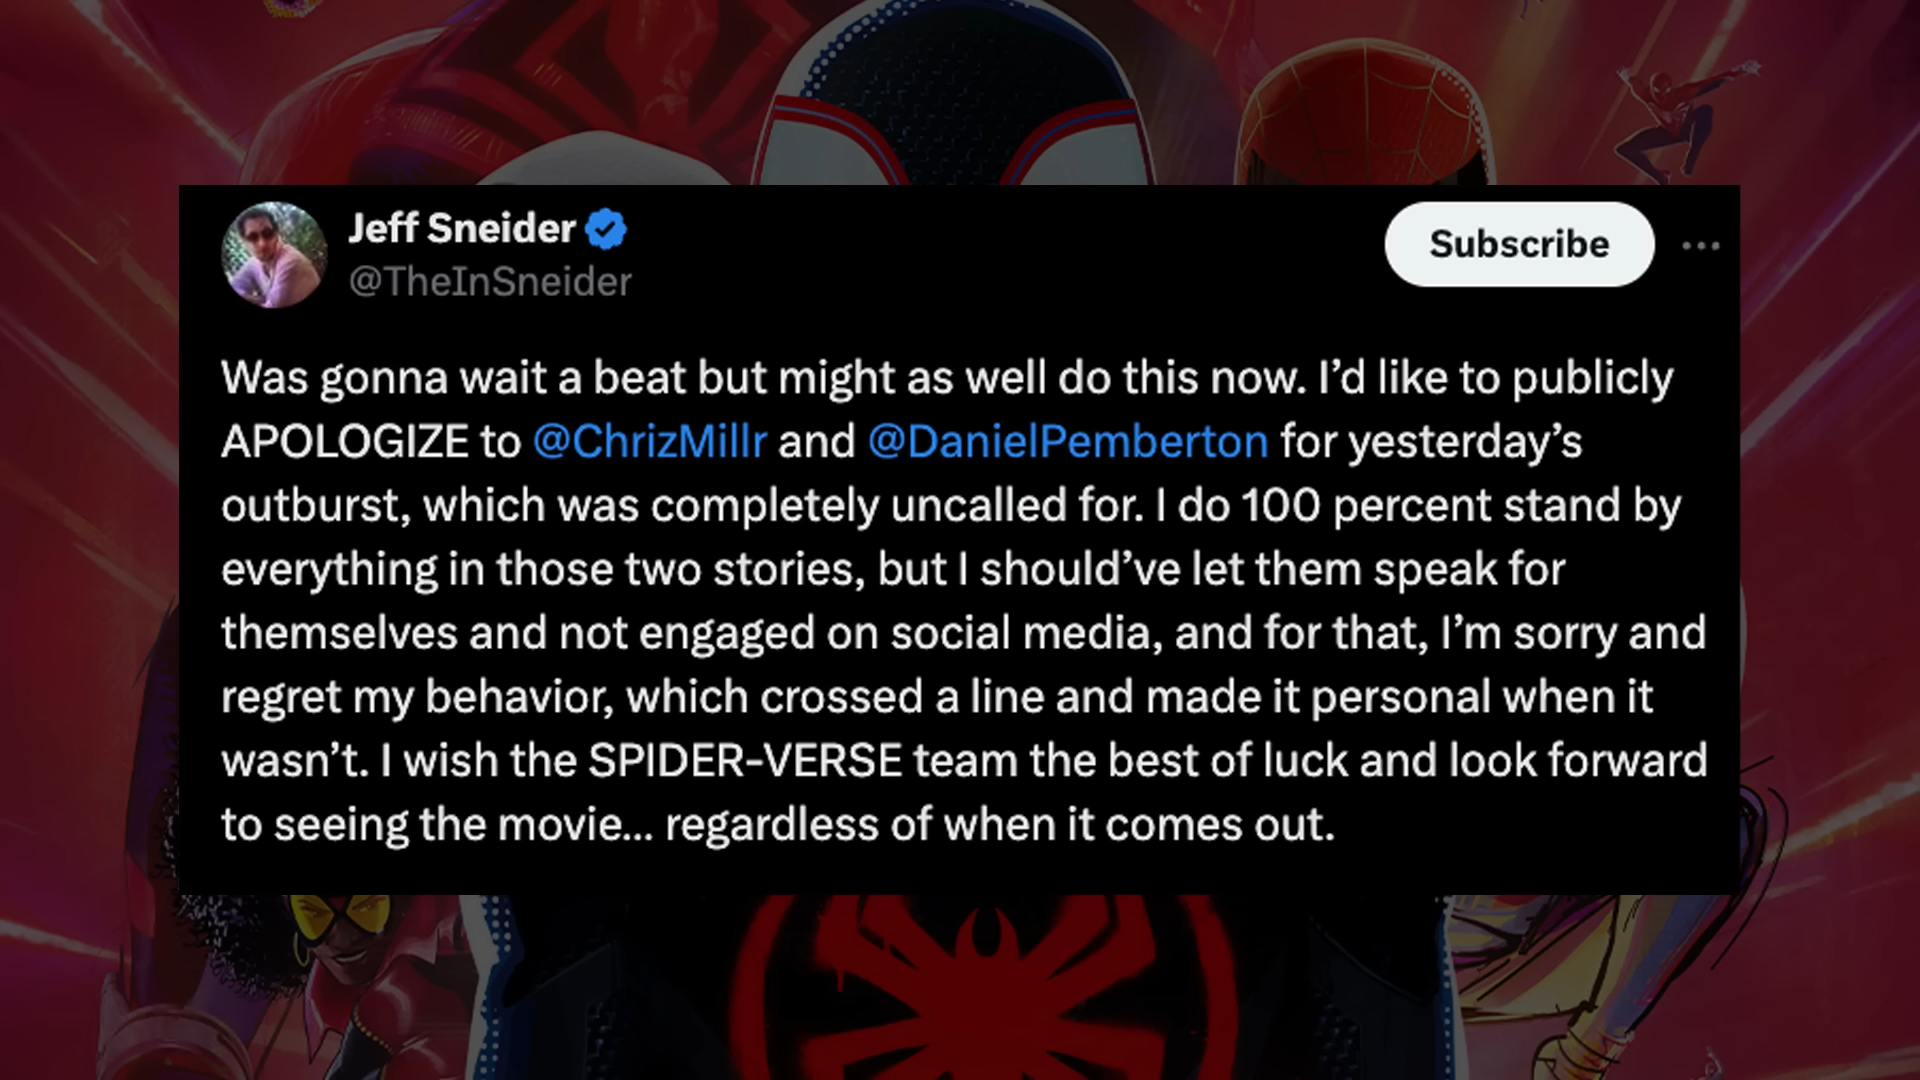 Jeff Sneider
@TheInSneider
Subscribe
Was gonna wait a beat but might as well do this now. I’d like to publicly
APOLOGIZE to @ChrizMillr and @DanielPemberton for yesterday’s
outburst, which was completely uncalled for. I do 100 percent stand by
everything in those two stories, but I should’ve let them speak for
themselves and not engaged on social media, and for that, I’m sorry and
regret my behavior, which crossed a line and made it personal when it
wasn’t. I wish the SPIDER-VERSE team the best of luck and look forward
to seeing the movie... regardless of when it comes out.